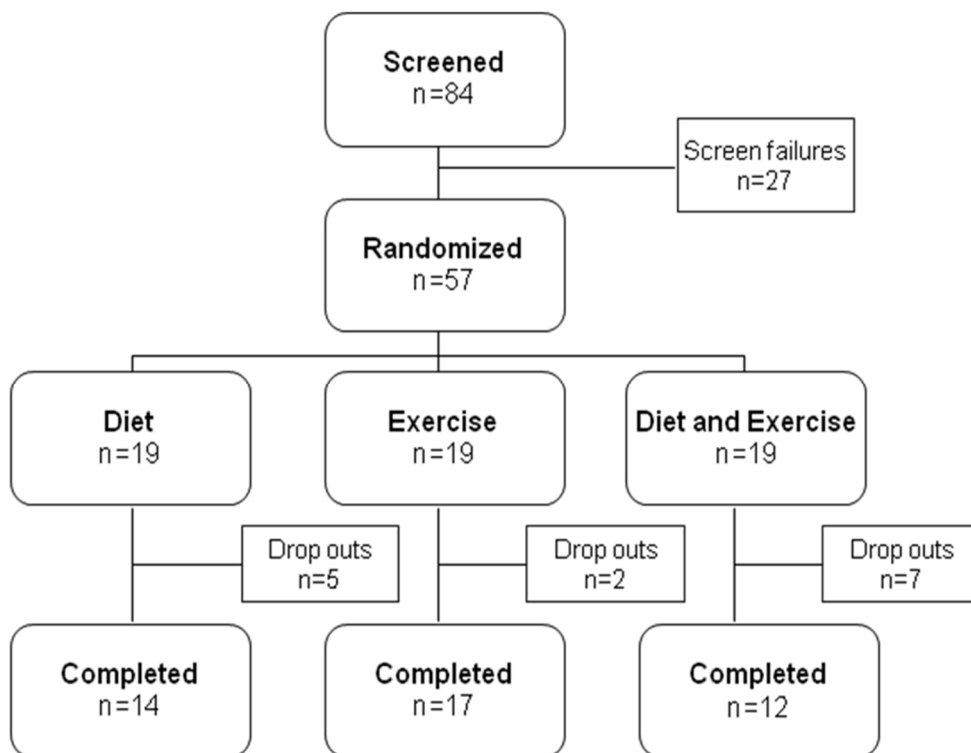 Screened
n=84
Screen failures
n=27
Randomized
n=57
Diet
n=19
Exercise
n=19
Diet and Exercise
n=19
Drop outs
n=5
Drop outs
n=2
Drop outs
n=7
Completed
n=14
Completed
n=17
Completed
n=12